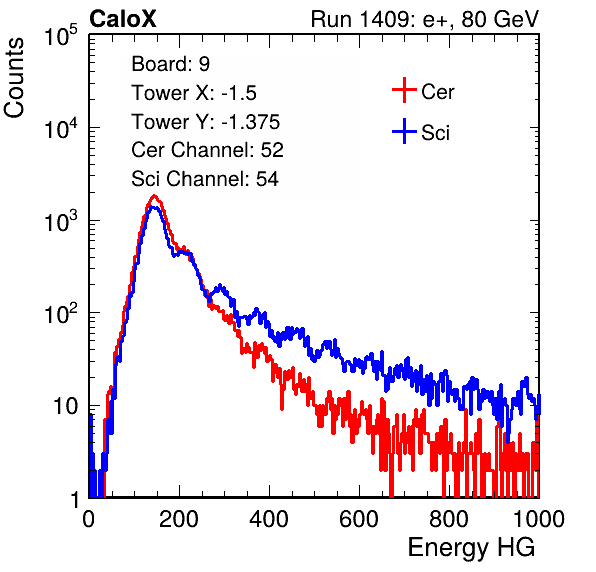 CaloX Run 1409: e+, 80 GeV
Counts
Board: 9
Tower X: -1.5
Tower Y: -1.375
Cer Channel: 52
Sci Channel: 54
Cer
Sci
10^5
10^4
10^3
10^2
10
1
0 200 400 600 800 1000
Energy HG